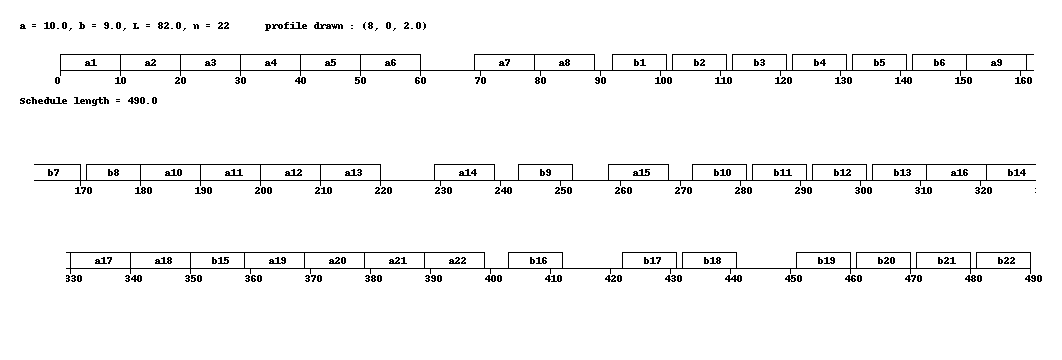 a = 10.0, b = 9.0, L = 82.0, n = 22 profile drawn : (8, 0, 2.0)
a1 a2 a3 a4 a5 a6 a7 a8 b1 b2 b3 b4 b5 b6 a9
0 10 20 30 40 50 60 70 80 90 100 110 120 130 140 150 160
Schedule length = 490.0
b7 b8 a10 a11 a12 a13 a14 b9 a15 b10 b11 b12 b13 a16 b14
170 180 190 200 210 220 230 240 250 260 270 280 290 300 310 320
a17 a18 b15 a19 a20 a21 a22 b16 b17 b18 b19 b20 b21 b22
330 340 350 360 370 380 390 400 410 420 430 440 450 460 470 480 490